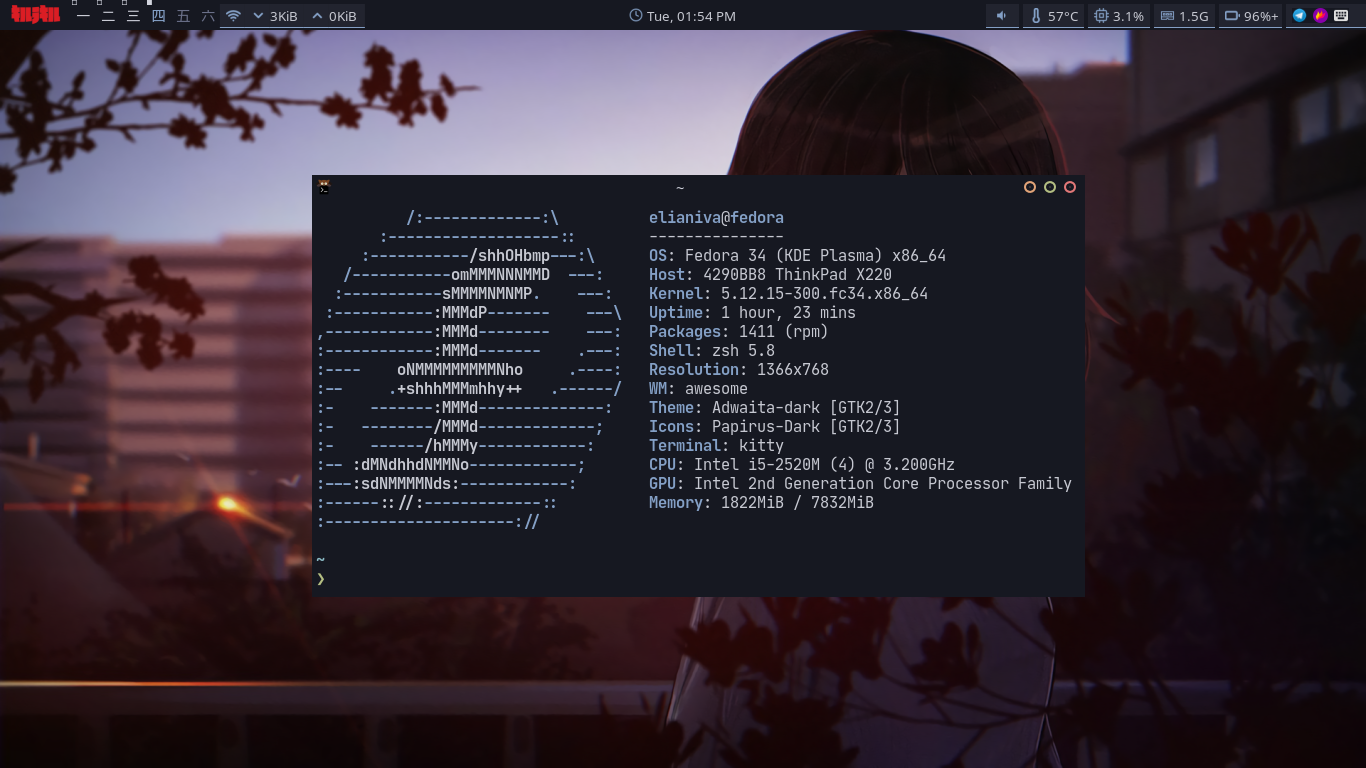 一 二 三 四 五 六 3KiB 0KiB Tue, 01:54 PM 57°C 3.1% 1.5G 96%+
~
/:-------------:\ elianiva@fedora
:-------------------:: ---------------
:-----------/shhOHbmp---:\ OS: Fedora 34 (KDE Plasma) x86_64
/-----------omMMMNNNMMD ---: Host: 4290BB8 ThinkPad X220
:-----------sMMMMNMNMP. ---: Kernel: 5.12.15-300.fc34.x86_64
:-----------:MMMdP------- ---\ Uptime: 1 hour, 23 mins
,------------:MMMd-------- ---: Packages: 1411 (rpm)
:------------:MMMd------- .---: Shell: zsh 5.8
:---- oNMMMMMMMMMNho .----: Resolution: 1366x768
:-- .+shhhMMMmhhy++ .------/ WM: awesome
:- -------:MMMd--------------: Theme: Adwaita-dark [GTK2/3]
:- --------/MMMd-------------; Icons: Papirus-Dark [GTK2/3]
:- ------/hMMMy------------: Terminal: kitty
:-- :dMNdhhdNMMNo------------; CPU: Intel i5-2520M (4) @ 3.200GHz
:---:sdNMMMMNds:------------: GPU: Intel 2nd Generation Core Processor Family
:------:://:-------------:: Memory: 1822MiB / 7832MiB
:---------------------://
~
❯